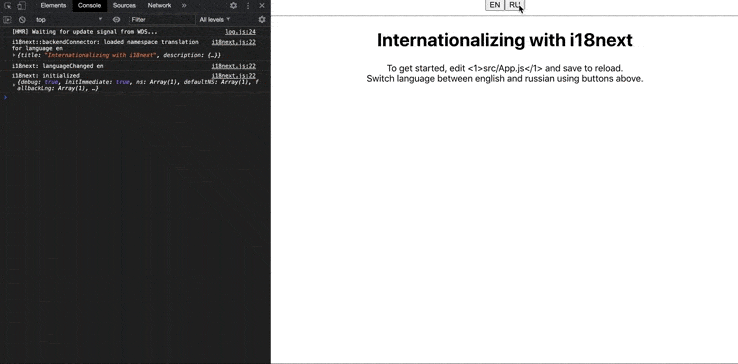 Elements Console Sources Network »
top Filter All levels
[HMR] Waiting for update signal from WDS... log.js:24
i18next::backendConnector: loaded namespace translation i18next.js:22
for language en
{title: "Internationalizing with i18next", description: {…}}
i18next: languageChanged en i18next.js:22
i18next: initialized i18next.js:22
{debug: true, initImmediate: true, ns: Array(1), defaultNS: Array(1), f
allbackLng: Array(1), …}
EN RU
Internationalizing with i18next
To get started, edit <1>src/App.js</1> and save to reload.
Switch language between english and russian using buttons above.